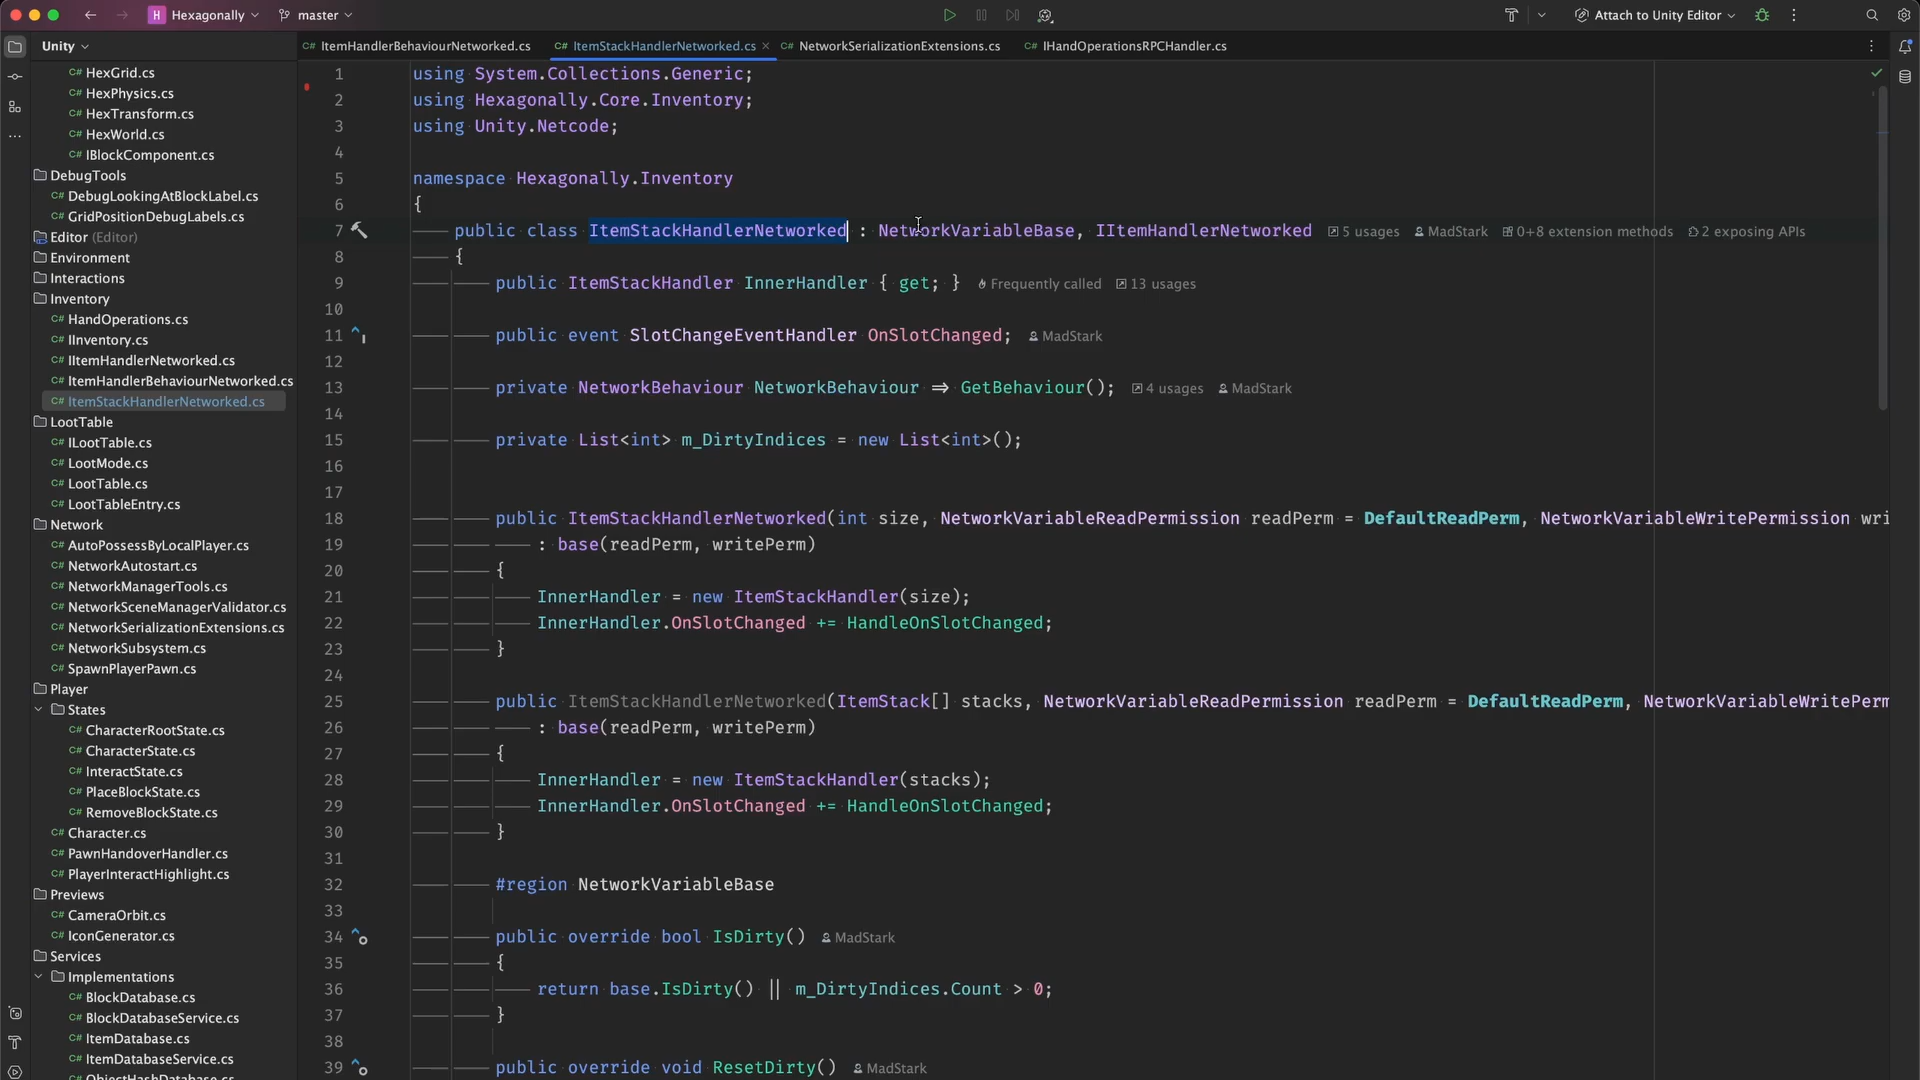 H Hexagonally master Attach to Unity Editor
Unity
C# ItemHandlerBehaviourNetworked.cs C# ItemStackHandlerNetworked.cs × C# NetworkSerializationExtensions.cs C# IHandOperationsRPCHandler.cs
C# HexGrid.cs
C# HexPhysics.cs
C# HexTransform.cs
C# HexWorld.cs
C# IBlockComponent.cs
DebugTools
C# DebugLookingAtBlockLabel.cs
C# GridPositionDebugLabels.cs
Editor (Editor)
Environment
Interactions
Inventory
C# HandOperations.cs
C# IInventory.cs
C# IItemHandlerNetworked.cs
C# ItemHandlerBehaviourNetworked.cs
C# ItemStackHandlerNetworked.cs
LootTable
C# ILootTable.cs
C# LootMode.cs
C# LootTable.cs
C# LootTableEntry.cs
Network
C# AutoPossessByLocalPlayer.cs
C# NetworkAutostart.cs
C# NetworkManagerTools.cs
C# NetworkSceneManagerValidator.cs
C# NetworkSerializationExtensions.cs
C# NetworkSubsystem.cs
C# SpawnPlayerPawn.cs
Player
States
C# CharacterRootState.cs
C# CharacterState.cs
C# InteractState.cs
C# PlaceBlockState.cs
C# RemoveBlockState.cs
C# Character.cs
C# PawnHandoverHandler.cs
C# PlayerInteractHighlight.cs
Previews
C# CameraOrbit.cs
C# IconGenerator.cs
Services
Implementations
C# BlockDatabase.cs
C# BlockDatabaseService.cs
C# ItemDatabase.cs
C# ItemDatabaseService.cs
C# ObjectHashDatabase.cs
1 using System.Collections.Generic;
2 using Hexagonally.Core.Inventory;
3 using Unity.Netcode;
4
5 namespace Hexagonally.Inventory
6 {
7 public class ItemStackHandlerNetworked : NetworkVariableBase, IItemHandlerNetworked 5 usages MadStark 0+8 extension methods 2 exposing APIs
8 {
9 public ItemStackHandler InnerHandler { get; } Frequently called 13 usages
10
11 public event SlotChangeEventHandler OnSlotChanged; MadStark
12
13 private NetworkBehaviour NetworkBehaviour => GetBehaviour(); 4 usages MadStark
14
15 private List<int> m_DirtyIndices = new List<int>();
16
17
18 public ItemStackHandlerNetworked(int size, NetworkVariableReadPermission readPerm = DefaultReadPerm, NetworkVariableWritePermission wri
19 : base(readPerm, writePerm)
20 {
21 InnerHandler = new ItemStackHandler(size);
22 InnerHandler.OnSlotChanged += HandleOnSlotChanged;
23 }
24
25 public ItemStackHandlerNetworked(ItemStack[] stacks, NetworkVariableReadPermission readPerm = DefaultReadPerm, NetworkVariableWritePerm
26 : base(readPerm, writePerm)
27 {
28 InnerHandler = new ItemStackHandler(stacks);
29 InnerHandler.OnSlotChanged += HandleOnSlotChanged;
30 }
31
32 #region NetworkVariableBase
33
34 public override bool IsDirty() MadStark
35 {
36 return base.IsDirty() || m_DirtyIndices.Count > 0;
37 }
38
39 public override void ResetDirty() MadStark